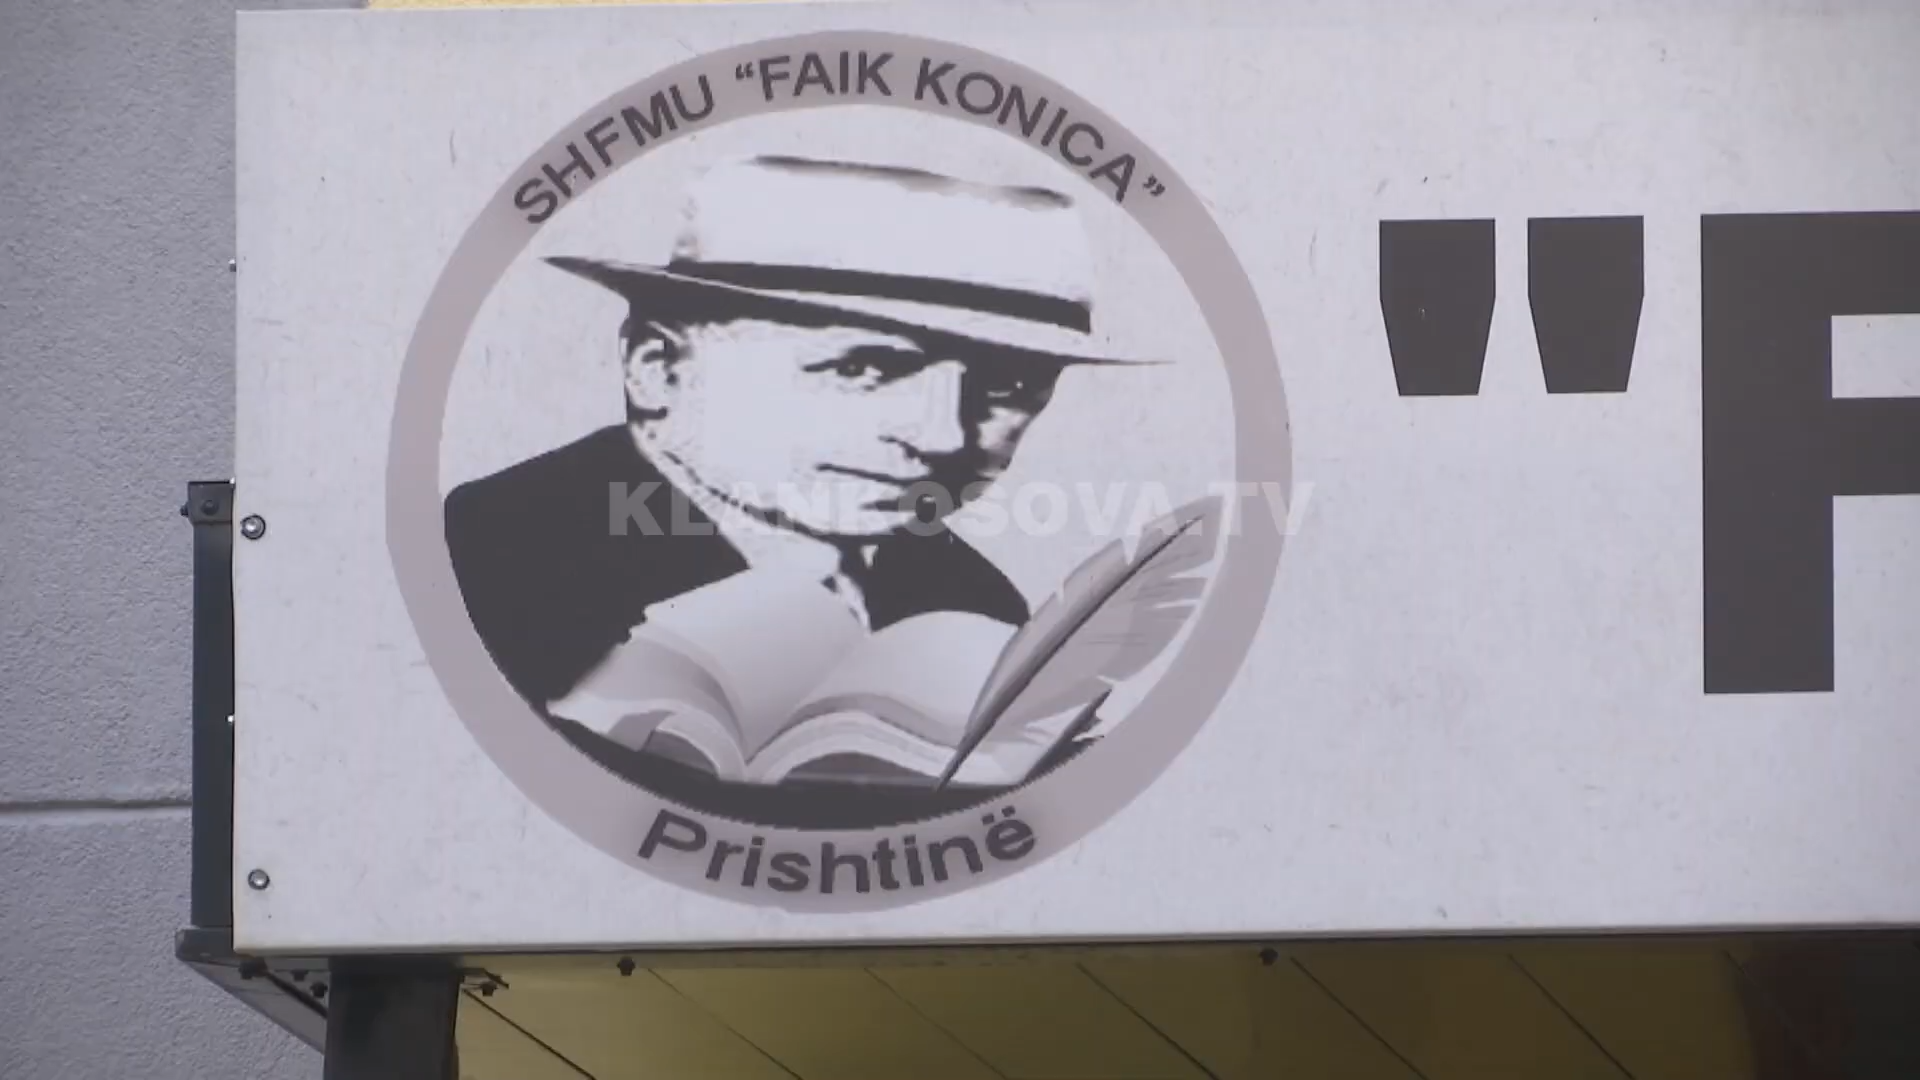 SHFMU “FAIK KONICA”
"F
KLANKOSOVA.TV
Prishtinë